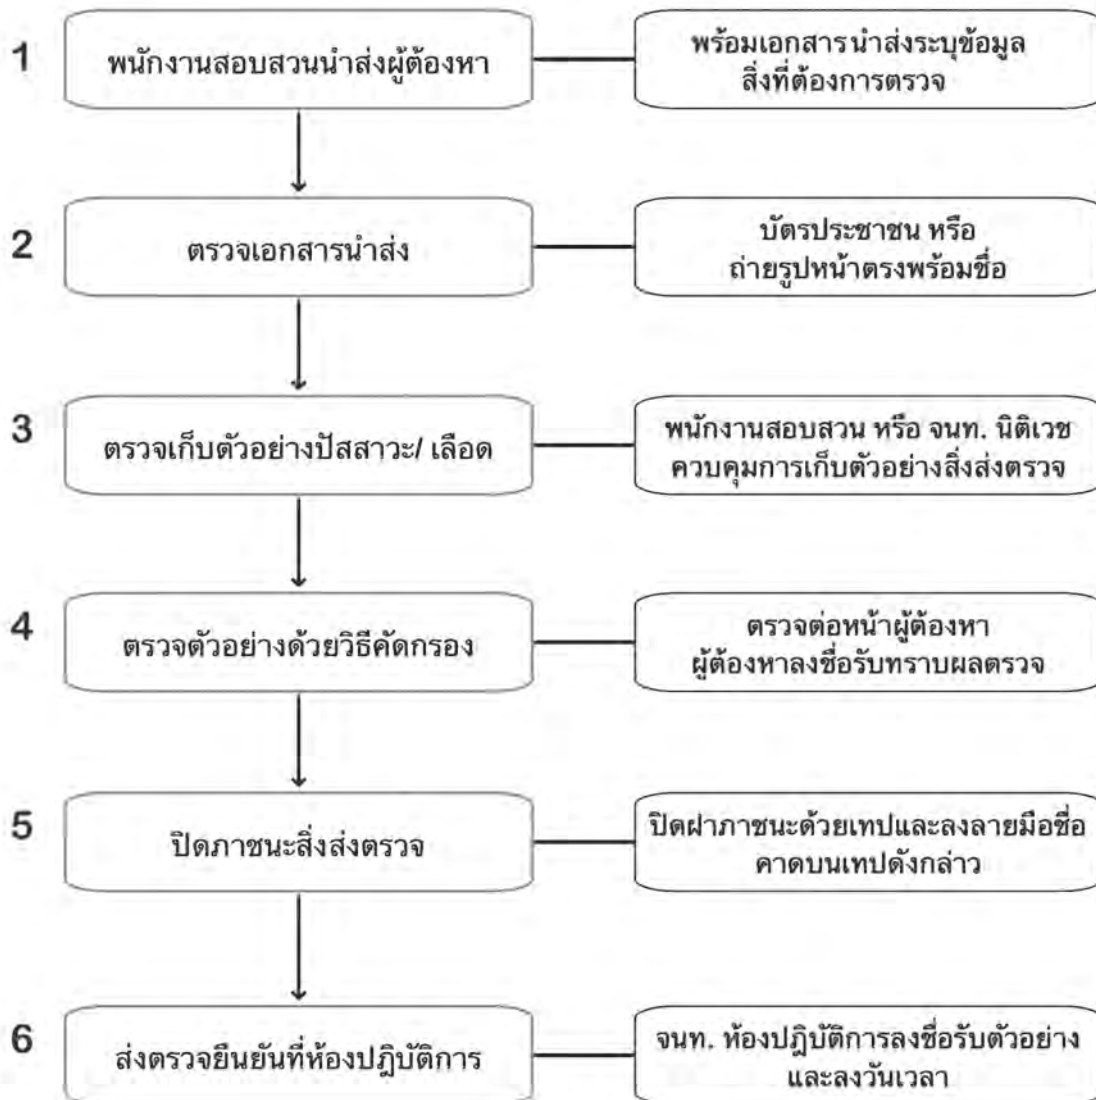 1
พนักงานสอบสวนนำส่งผู้ต้องหา
พร้อมเอกสารนำส่งระบุข้อมูล
สิ่งที่ต้องการตรวจ
2
ตรวจเอกสารนำส่ง
บัตรประชาชน หรือ
ถ่ายรูปหน้าตรงพร้อมชื่อ
3
ตรวจเก็บตัวอย่างปัสสาวะ/ เลือด
พนักงานสอบสวน หรือ จนท. นิติเวช
ควบคุมการเก็บตัวอย่างสิ่งส่งตรวจ
4
ตรวจตัวอย่างด้วยวิธีคัดกรอง
ตรวจต่อหน้าผู้ต้องหา
ผู้ต้องหาลงชื่อรับทราบผลตรวจ
5
ปิดภาชนะสิ่งส่งตรวจ
ปิดฝาภาชนะด้วยเทปและลงลายมือชื่อ
คาดบนเทปดังกล่าว
6
ส่งตรวจยืนยันที่ห้องปฎิบัติการ
จนท. ห้องปฎิบัติการลงชื่อรับตัวอย่าง
และลงวันเวลา